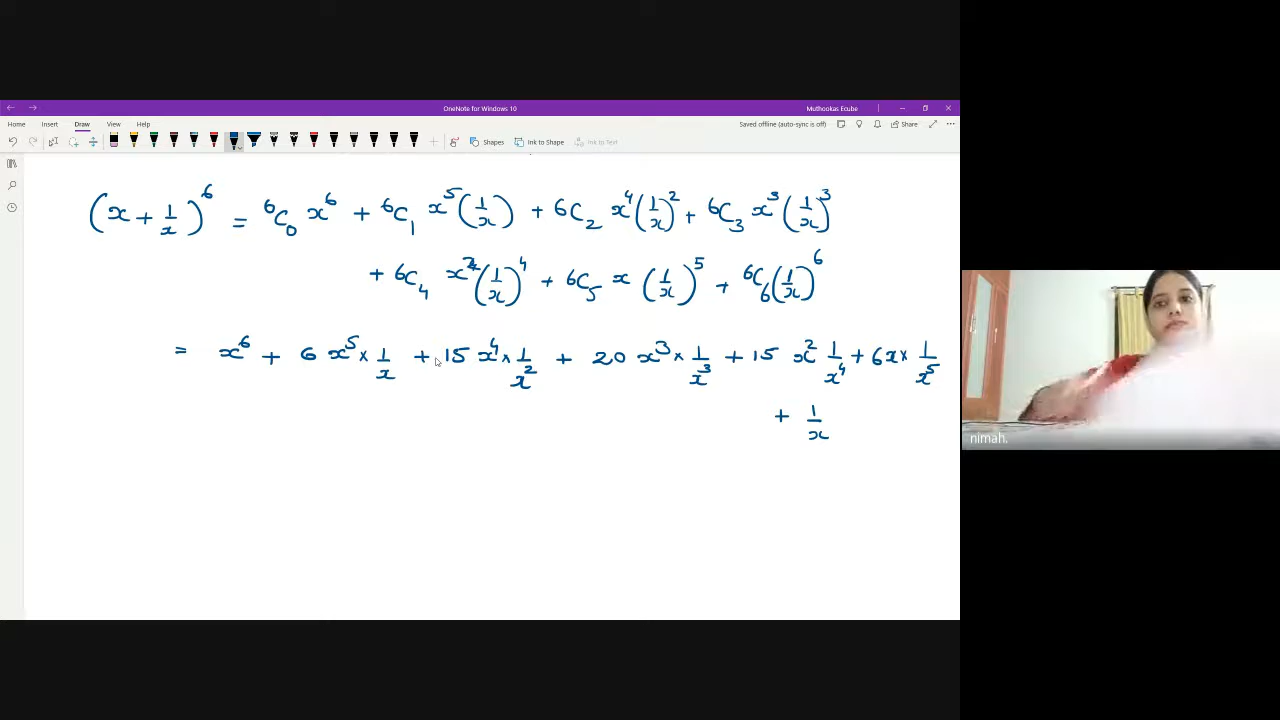 OneNote for Windows 10
Muthookas Ecube
Home Insert Draw View Help
Saved offline (auto-sync is off) Share
Shapes Ink to Shape Ink to Text
(x + 1/x)^6 = ⁶C₀ x^6 + ⁶C₁ x^5 (1/x) + 6C₂ x^4 (1/x)^2 + ⁶C₃ x^3 (1/x)^3
+ ⁶C₄ x^2 (1/x)^4 + 6C₅ x (1/x)^5 + ⁶C₆ (1/x)^6
= x^6 + 6 x^5 × 1/x + 15 x^4 × 1/x^2 + 20 x^3 × 1/x^3 + 15 x^2 1/x^4 + 6x × 1/x^5
+ 1/x
nimah.